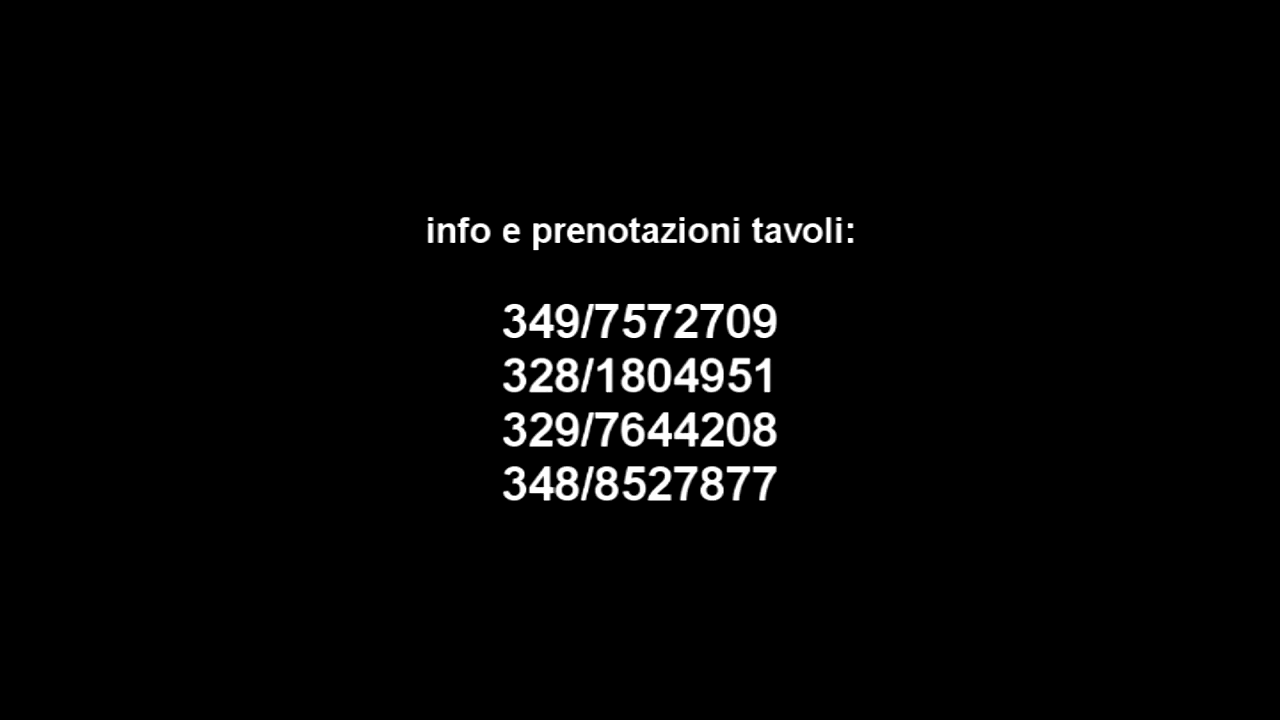 info e prenotazioni tavoli:
349/7572709
328/1804951
329/7644208
348/8527877